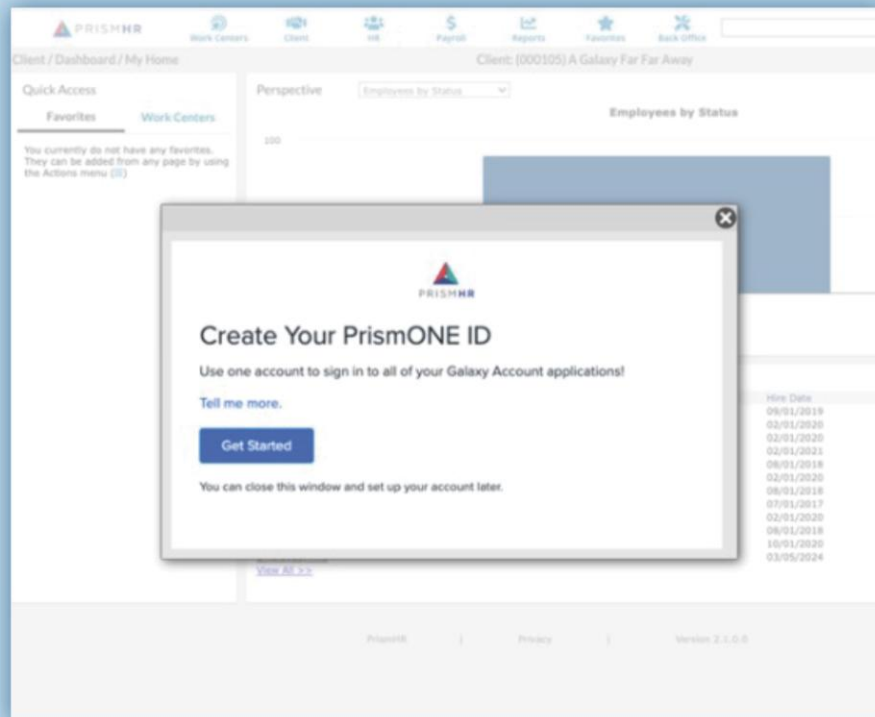 PRISMHR
Work Centers
Client
HR
Payroll
Reports
Favorites
Back Office
Client / Dashboard / My Home
Client: (000105) A Galaxy Far Far Away
Quick Access
Favorites
Work Centers
You currently do not have any favorites.
They can be added from any page by using
the Actions menu (☰)
Perspective
Employees by Status
Employees by Status
100
PRISMHR
Create Your PrismONE ID
Use one account to sign in to all of your Galaxy Account applications!
Tell me more.
Get Started
You can close this window and set up your account later.
Hire Date
09/01/2019
02/01/2020
02/01/2020
02/01/2021
08/01/2018
02/01/2020
08/01/2018
07/01/2017
02/01/2020
08/01/2018
10/01/2020
03/05/2024
View All >>
PrismHR | Privacy | Version 2.1.0.0